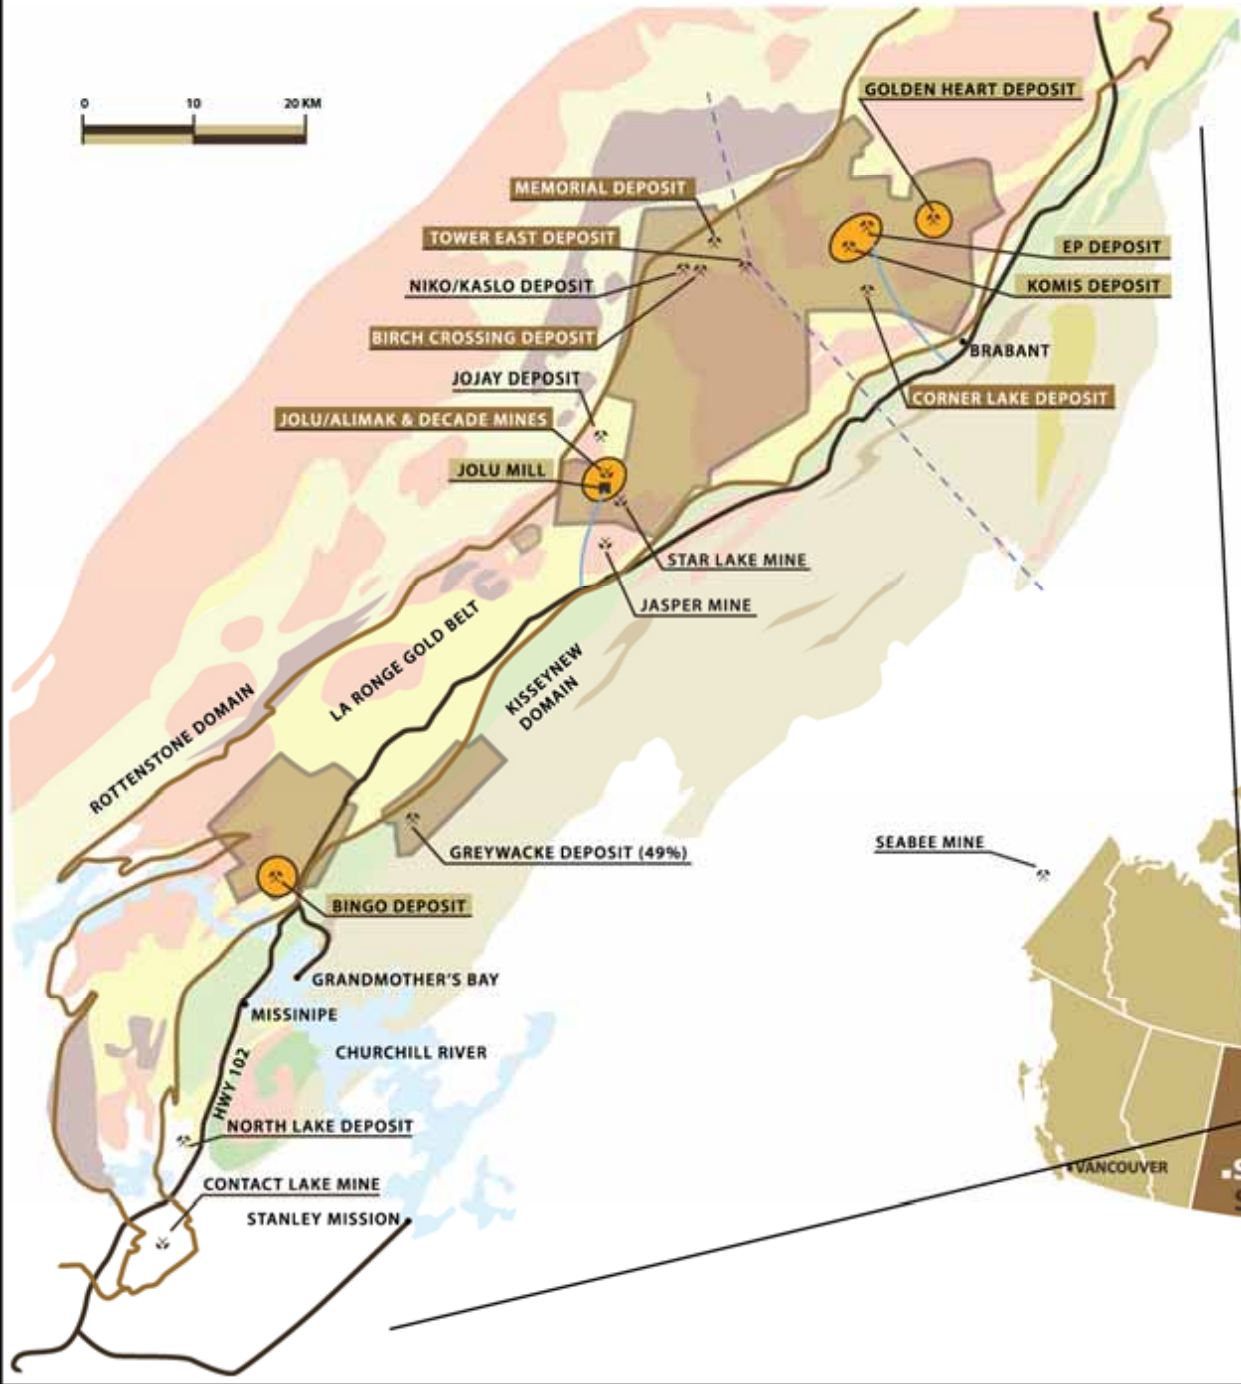 0 10 20 KM
GOLDEN HEART DEPOSIT
MEMORIAL DEPOSIT
TOWER EAST DEPOSIT
EP DEPOSIT
NIKO/KASLO DEPOSIT
KOMIS DEPOSIT
BIRCH CROSSING DEPOSIT
BRABANT
JOJAY DEPOSIT
CORNER LAKE DEPOSIT
JOLU/ALIMAK & DECADE MINES
JOLU MILL
STAR LAKE MINE
JASPER MINE
LA RONGE GOLD BELT
KISSEYNEW
DOMAIN
ROTTENSTONE DOMAIN
SEABEE MINE
GREYWACKE DEPOSIT (49%)
BINGO DEPOSIT
GRANDMOTHER'S BAY
MISSINIPE
CHURCHILL RIVER
HWY 102
NORTH LAKE DEPOSIT
VANCOUVER
CONTACT LAKE MINE
STANLEY MISSION